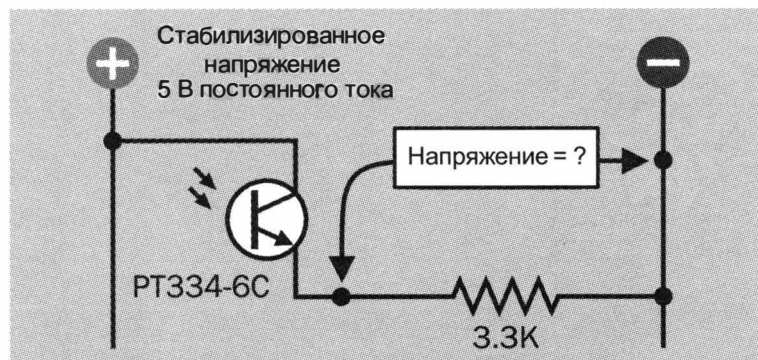 +
Стабилизированное
напряжение
5 В постоянного тока
−
Напряжение = ?
PT334-6C
3.3K